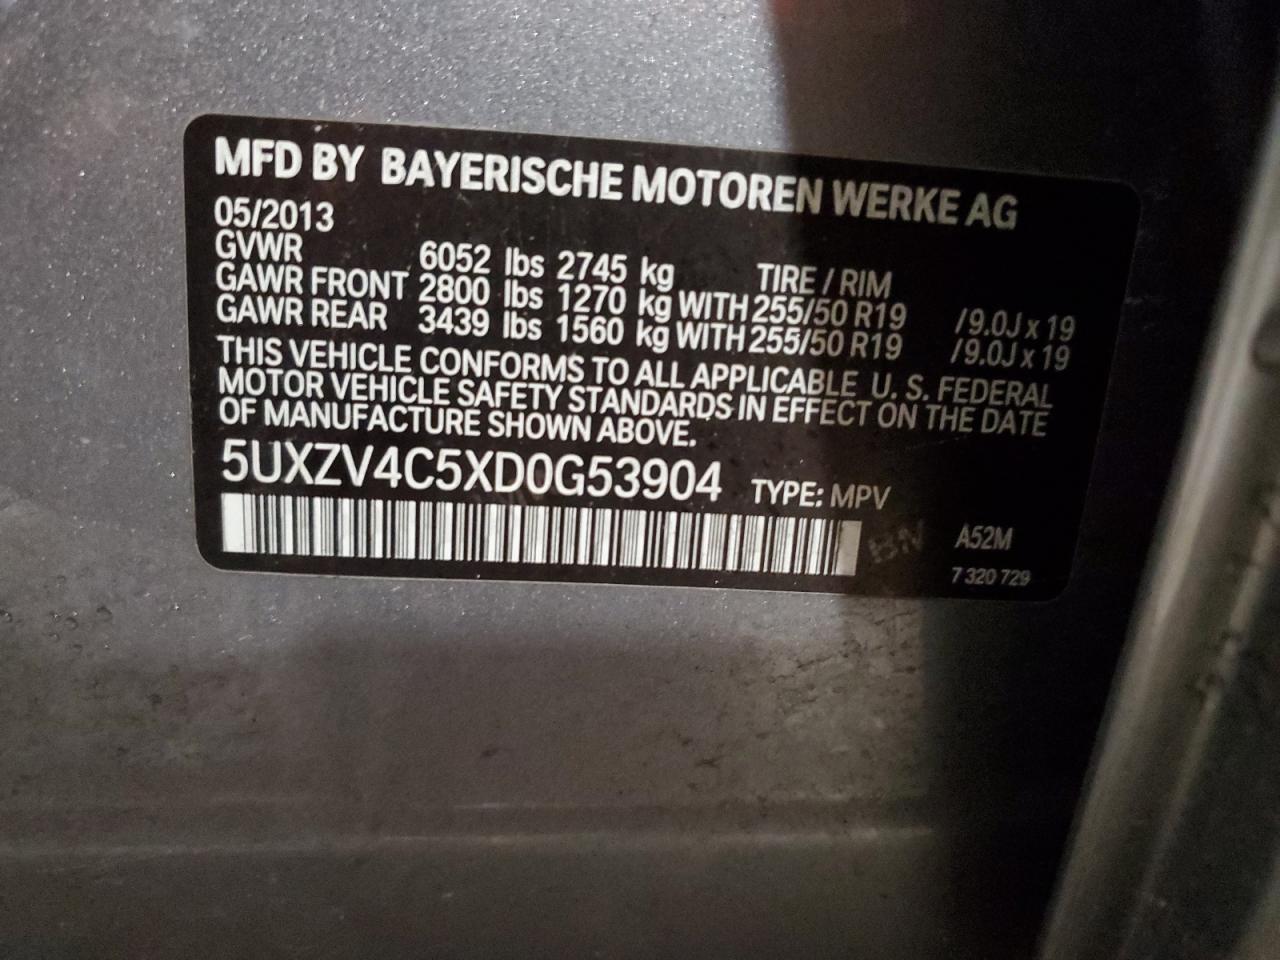 MFD BY BAYERISCHE MOTOREN WERKE AG
05/2013
GVWR 6052 lbs 2745 kg TIRE / RIM
GAWR FRONT 2800 lbs 1270 kg WITH 255/50 R19 /9.0J x 19
GAWR REAR 3439 lbs 1560 kg WITH 255/50 R19 /9.0J x 19
THIS VEHICLE CONFORMS TO ALL APPLICABLE U. S. FEDERAL
MOTOR VEHICLE SAFETY STANDARDS IN EFFECT ON THE DATE
OF MANUFACTURE SHOWN ABOVE.
5UXZV4C5XD0G53904 TYPE: MPV
BN A52M
7 320 729